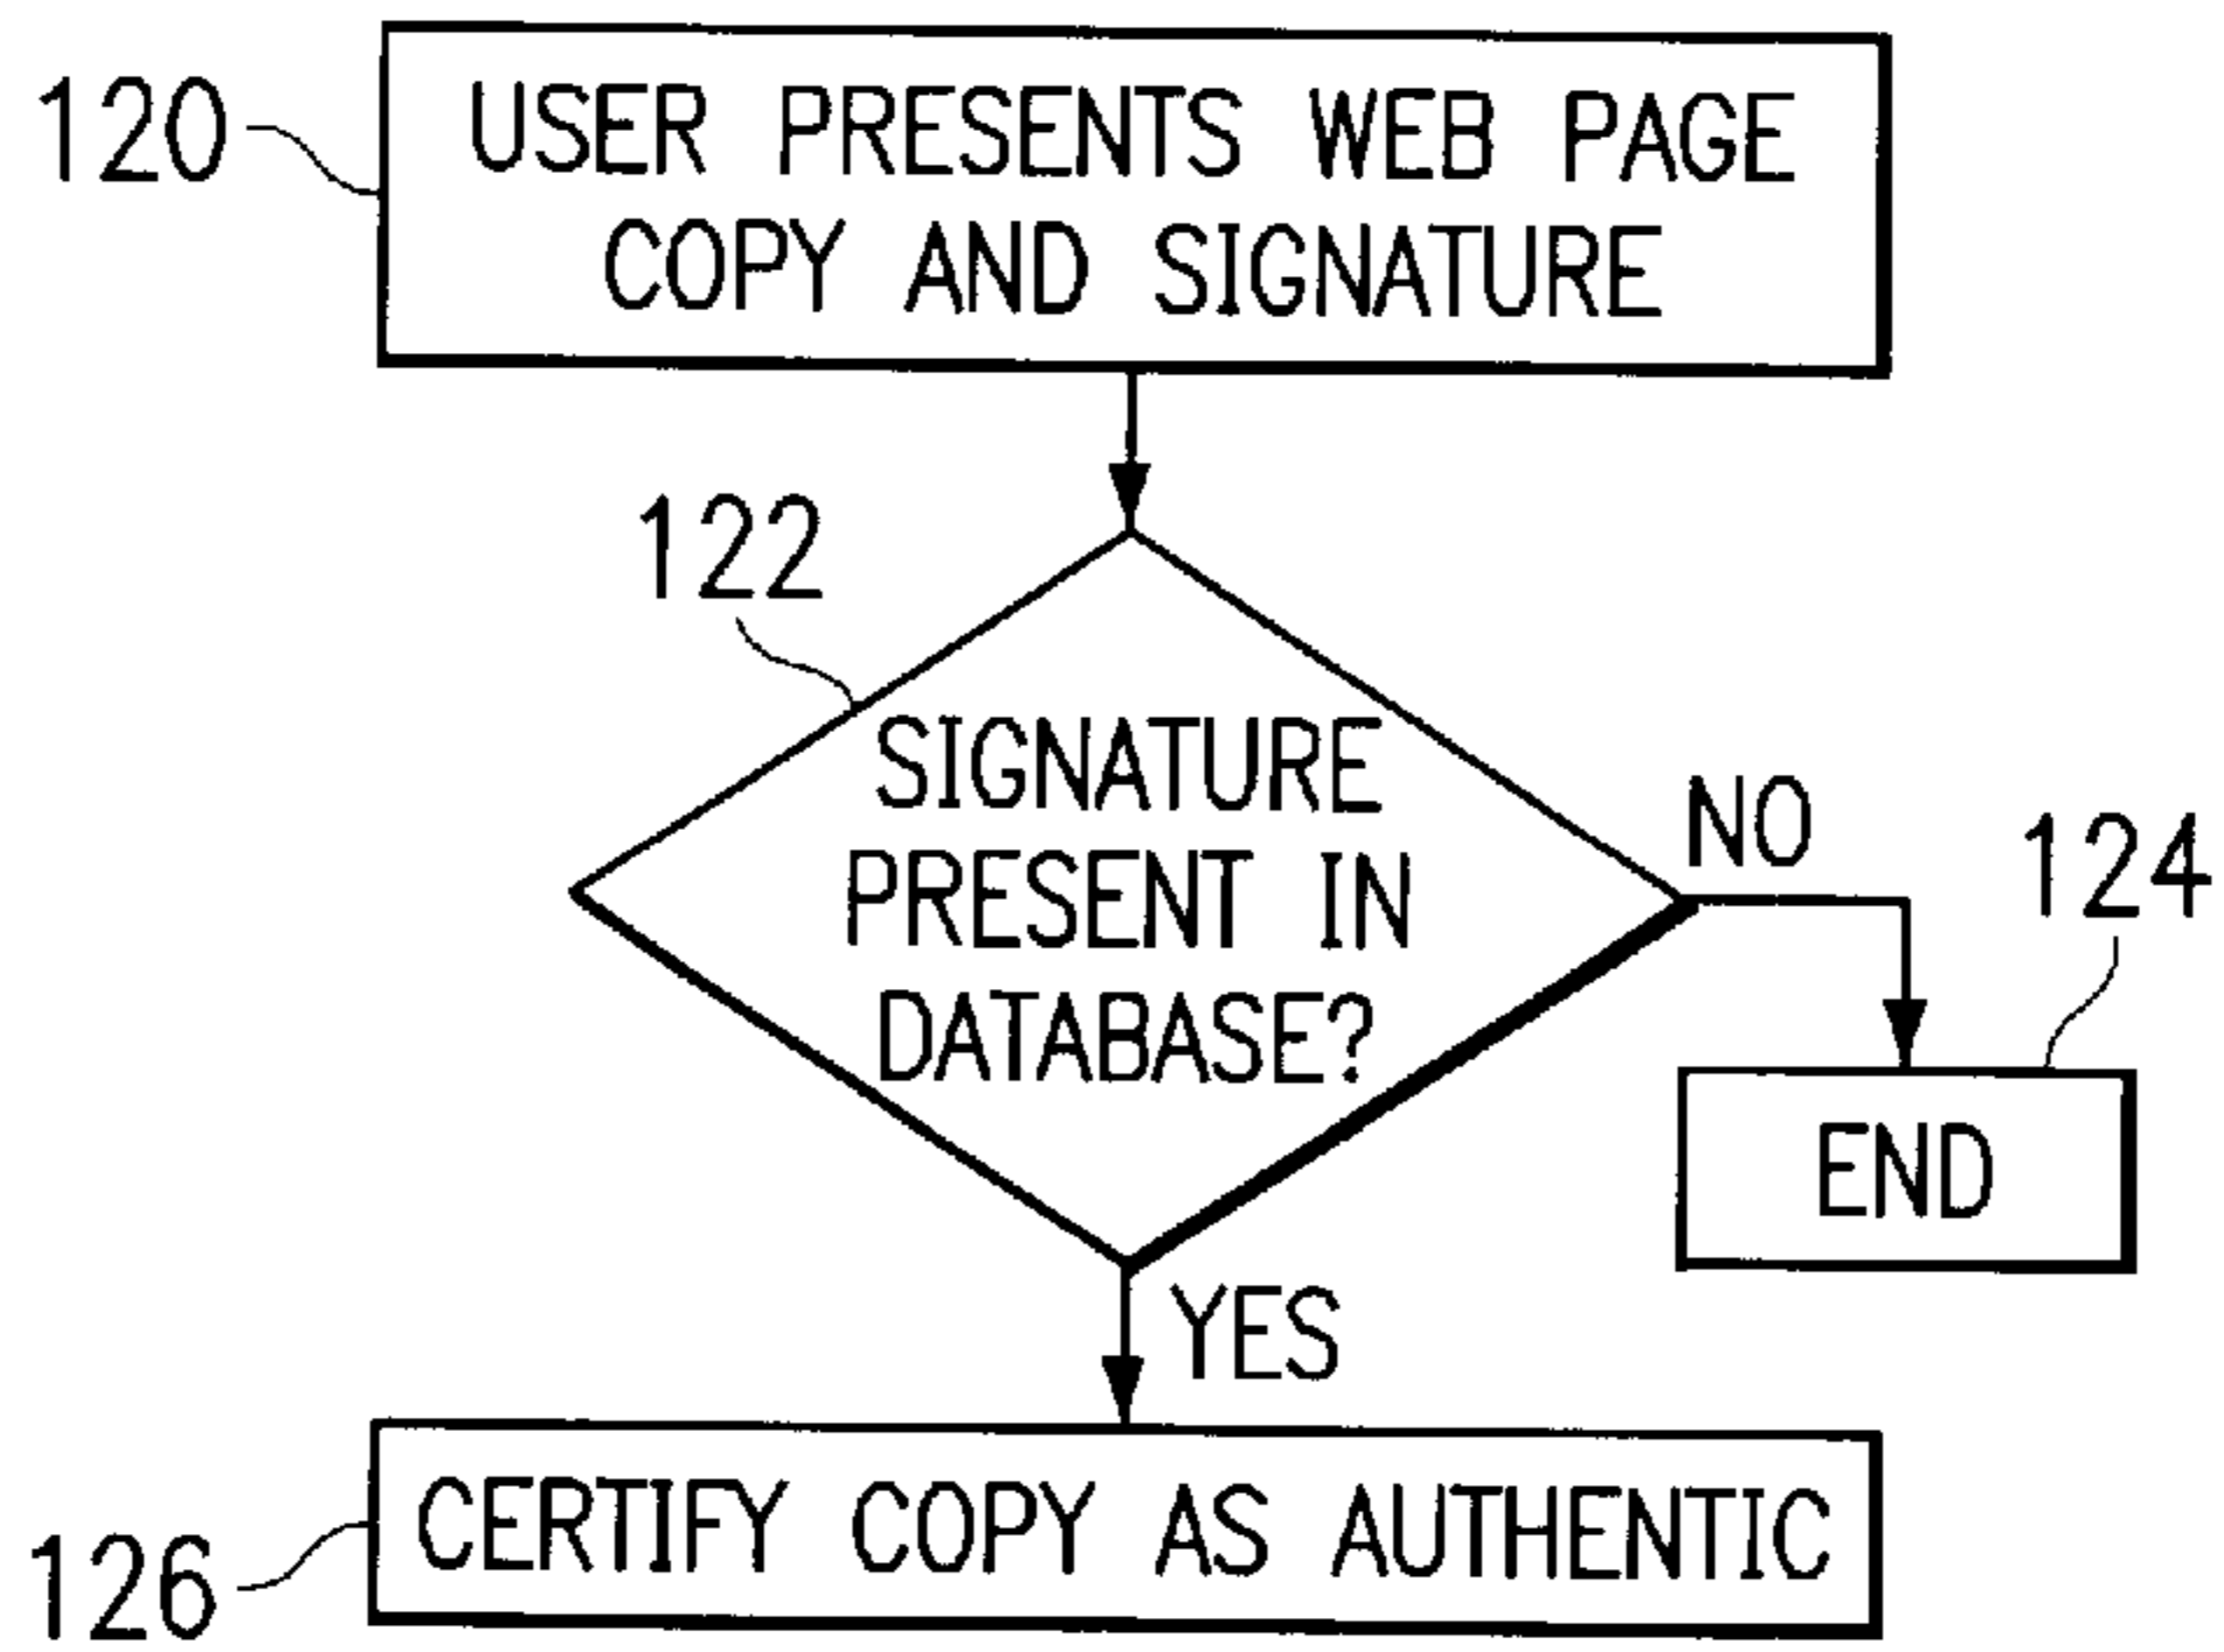 120
USER PRESENTS WEB PAGE
COPY AND SIGNATURE
122
SIGNATURE
PRESENT IN
DATABASE?
NO
124
END
YES
126
CERTIFY COPY AS AUTHENTIC